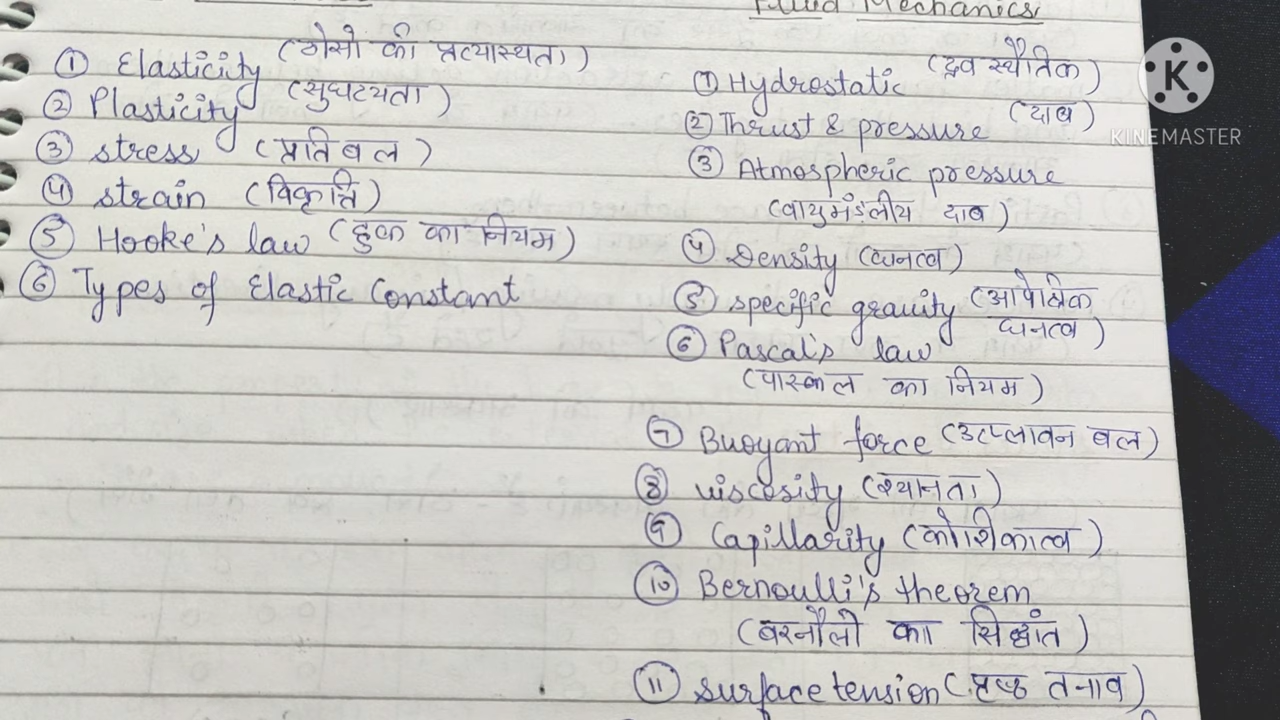 Fluid Mechanics
① Elasticity (गैसो की प्रत्यास्थता)
② Plasticity (सुघटयता)
③ stress (प्रतिबल)
④ strain (विकृति)
⑤ Hooke's law (हुक का नियम)
⑥ Types of Elastic Constant
① Hydrostatic (द्रव स्थैतिक)
② Thrust & pressure (दाब)
③ Atmospheric pressure
(वायुमंडलीय दाब)
④ Density (घनत्व)
⑤ specific gravity (आपेक्षिक
घनत्व)
⑥ Pascal's law
(पास्कल का नियम)
⑦ Buoyant force (उत्प्लावन बल)
⑧ viscosity (श्यानता)
⑨ Capillarity (कोशिकात्व)
⑩ Bernoulli's theorem
(बरनौली का सिद्धांत)
⑪ surface tension (पृष्ठ तनाव)
KINEMASTER